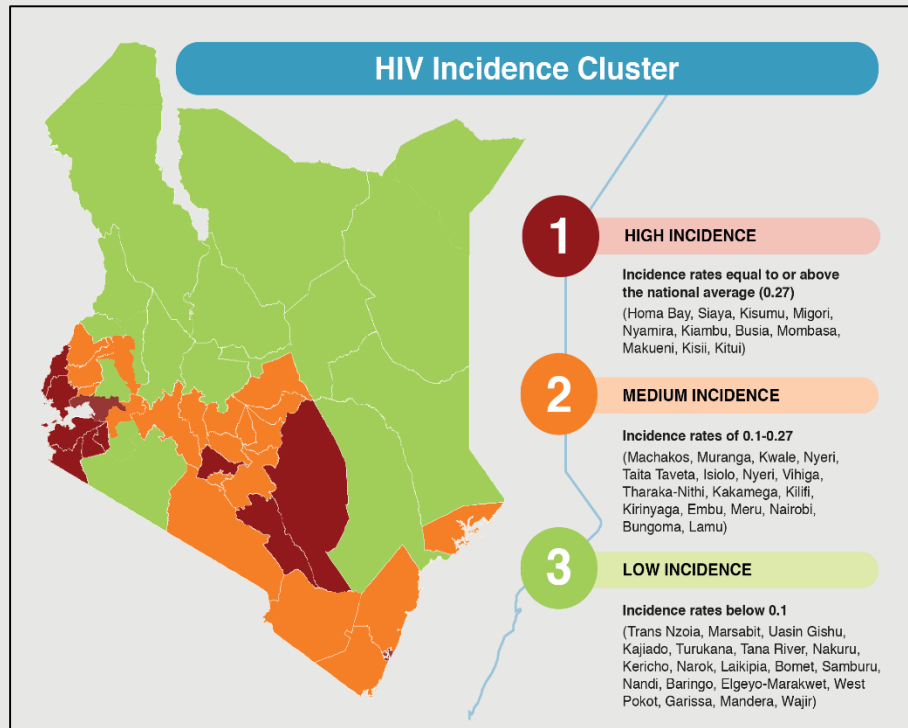 HIV Incidence Cluster
1
HIGH INCIDENCE
Incidence rates equal to or above
the national average (0.27)
(Homa Bay, Siaya, Kisumu, Migori,
Nyamira, Kiambu, Busia, Mombasa,
Makueni, Kisii, Kitui)
2
MEDIUM INCIDENCE
Incidence rates of 0.1-0.27
(Machakos, Muranga, Kwale, Nyeri,
Taita Taveta, Isiolo, Nyeri, Vihiga,
Tharaka-Nithi, Kakamega, Kilifi,
Kirinyaga, Embu, Meru, Nairobi,
Bungoma, Lamu)
3
LOW INCIDENCE
Incidence rates below 0.1
(Trans Nzoia, Marsabit, Uasin Gishu,
Kajiado, Turukana, Tana River, Nakuru,
Kericho, Narok, Laikipia, Bomet, Samburu,
Nandi, Baringo, Elgeyo-Marakwet, West
Pokot, Garissa, Mandera, Wajir)